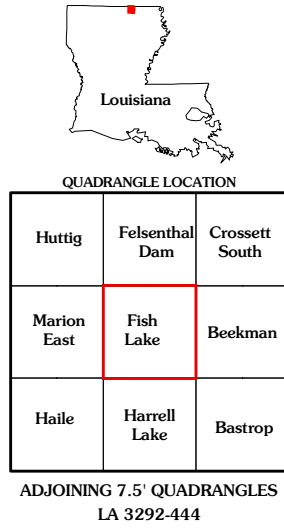 Louisiana
QUADRANGLE LOCATION
Huttig
Felsenthal
Dam
Crossett
South
Marion
East
Fish
Lake
Beekman
Haile
Harrell
Lake
Bastrop
ADJOINING 7.5' QUADRANGLES
LA 3292-444